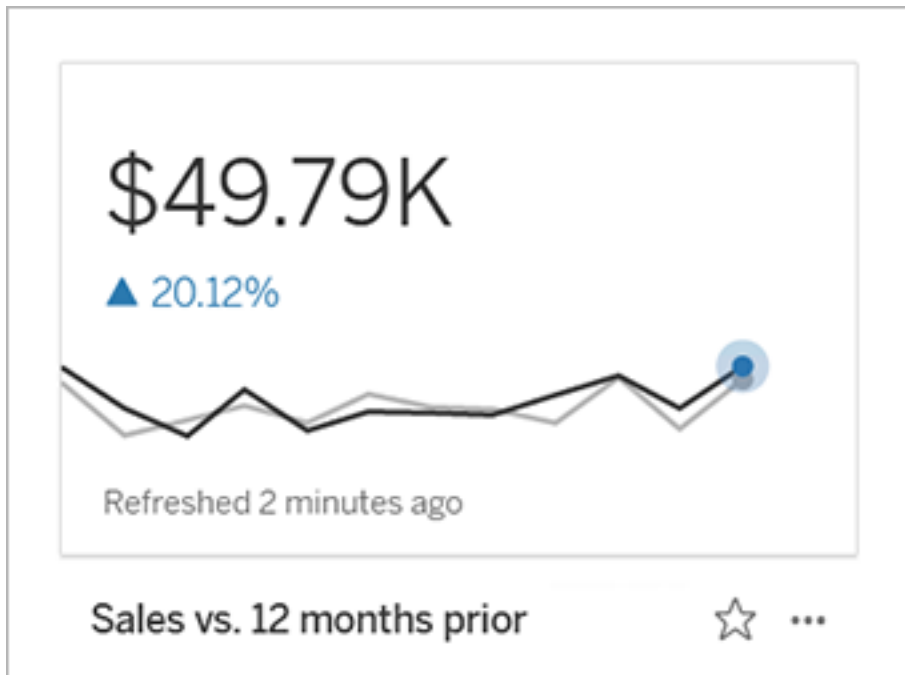 $49.79K
▲ 20.12%
Refreshed 2 minutes ago
Sales vs. 12 months prior